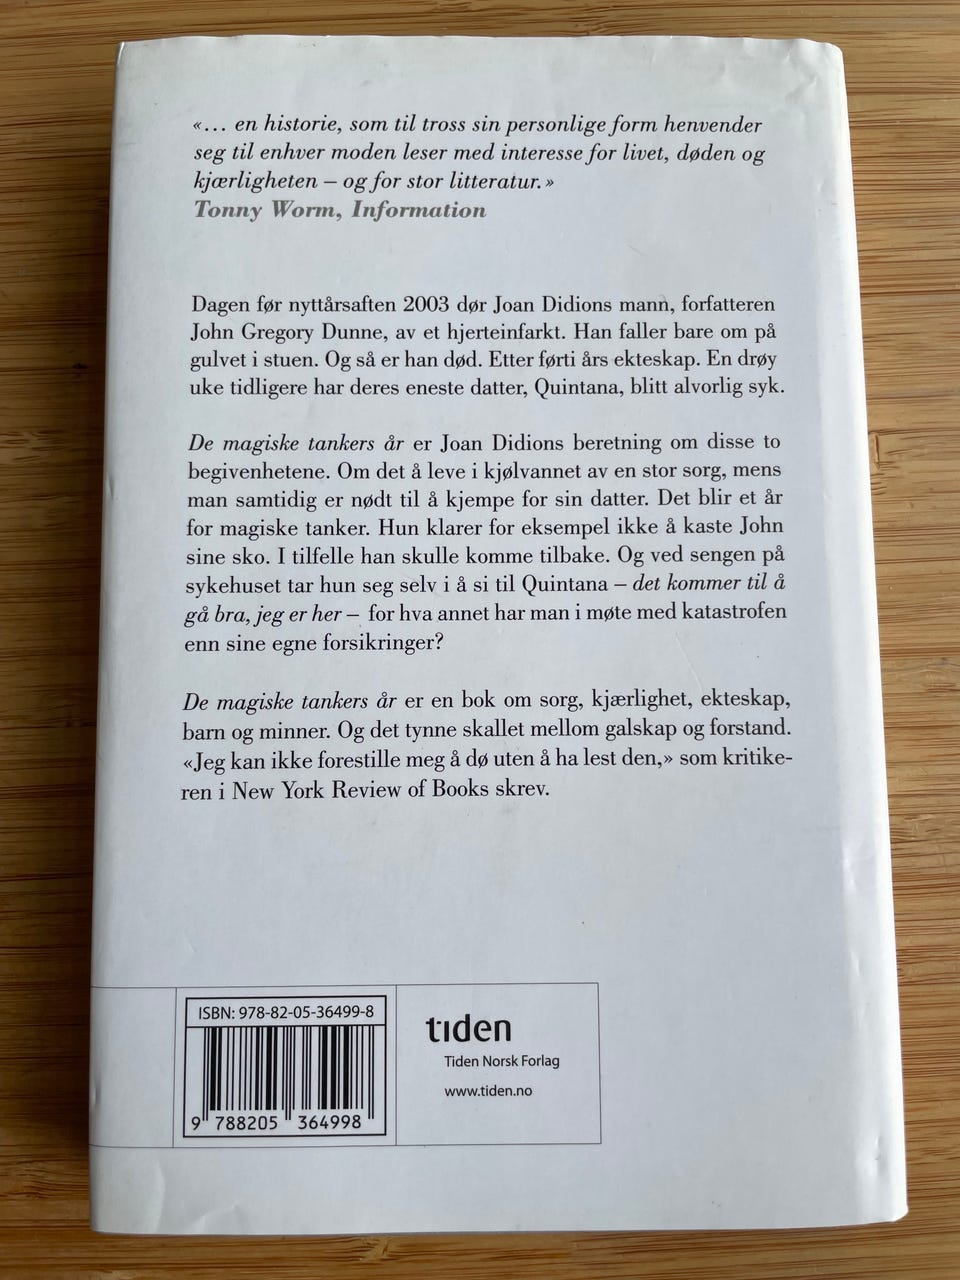 «... en historie, som til tross sin personlige form henvender
seg til enhver moden leser med interesse for livet, døden og
kjærligheten – og for stor litteratur.»
Tonny Worm, Information
Dagen før nyttårsaften 2003 dør Joan Didions mann, forfatteren
John Gregory Dunne, av et hjerteinfarkt. Han faller bare om på
gulvet i stuen. Og så er han død. Etter førti års ekteskap. En drøy
uke tidligere har deres eneste datter, Quintana, blitt alvorlig syk.
De magiske tankers år er Joan Didions beretning om disse to
begivenhetene. Om det å leve i kjølvannet av en stor sorg, mens
man samtidig er nødt til å kjempe for sin datter. Det blir et år
for magiske tanker. Hun klarer for eksempel ikke å kaste John
sine sko. I tilfelle han skulle komme tilbake. Og ved sengen på
sykehuset tar hun seg selv i å si til Quintana – det kommer til å
gå bra, jeg er her – for hva annet har man i møte med katastrofen
enn sine egne forsikringer?
De magiske tankers år er en bok om sorg, kjærlighet, ekteskap,
barn og minner. Og det tynne skallet mellom galskap og forstand.
«Jeg kan ikke forestille meg å dø uten å ha lest den,» som kritike-
ren i New York Review of Books skrev.
ISBN: 978-82-05-36499-8
9 788205 364998
tiden
Tiden Norsk Forlag
www.tiden.no